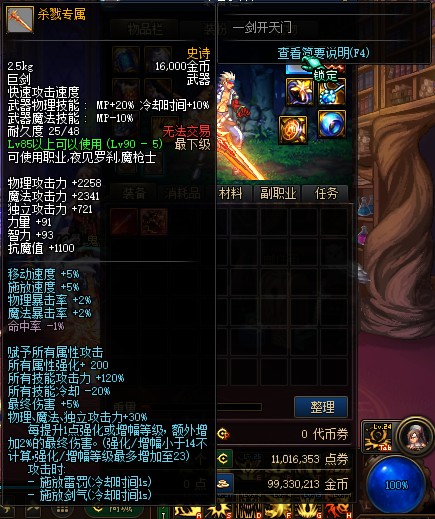 杀戮专属
史诗
2.5kg
16,000金币
巨剑
武器
快速攻击速度
武器物理技能： MP+20% 冷却时间+10%
武器魔法技能： MP-10%
耐久度 25/48
无法交易
Lv85以上可以使用 (Lv90 - 5)
最下级
可使用职业,夜见罗刹,魔枪士
物理攻击力 +2258
魔法攻击力 +2341
独立攻击力 +721
力量 +91
智力 +93
抗魔值 +1100
移动速度 +5%
施放速度 +5%
物理暴击率 +2%
魔法暴击率 +2%
命中率 -1%
赋予所有属性攻击
所有属性强化+ 200
所有技能攻击力 +120%
所有技能冷却 -20%
最终伤害 +5%
物理、魔法、独立攻击力+30%
每提升1点强化或增幅等级，额外增
加2%的最终伤害。(强化/增幅小于14不
计算,强化/增幅等级最多增加至23)
攻击时:
- 施放雷罚(冷却时间1s)
- 施放剑气(冷却时间1s)
物品栏
一剑开天门
查看简要说明(F4)
锁定
装备
消耗品
材料
副职业
任务
整理
0 代币券
11,016,353 点券
99,330,213 金币
0 点
商城
Lv.24
Tab
100%
A
S
D
F
G
H